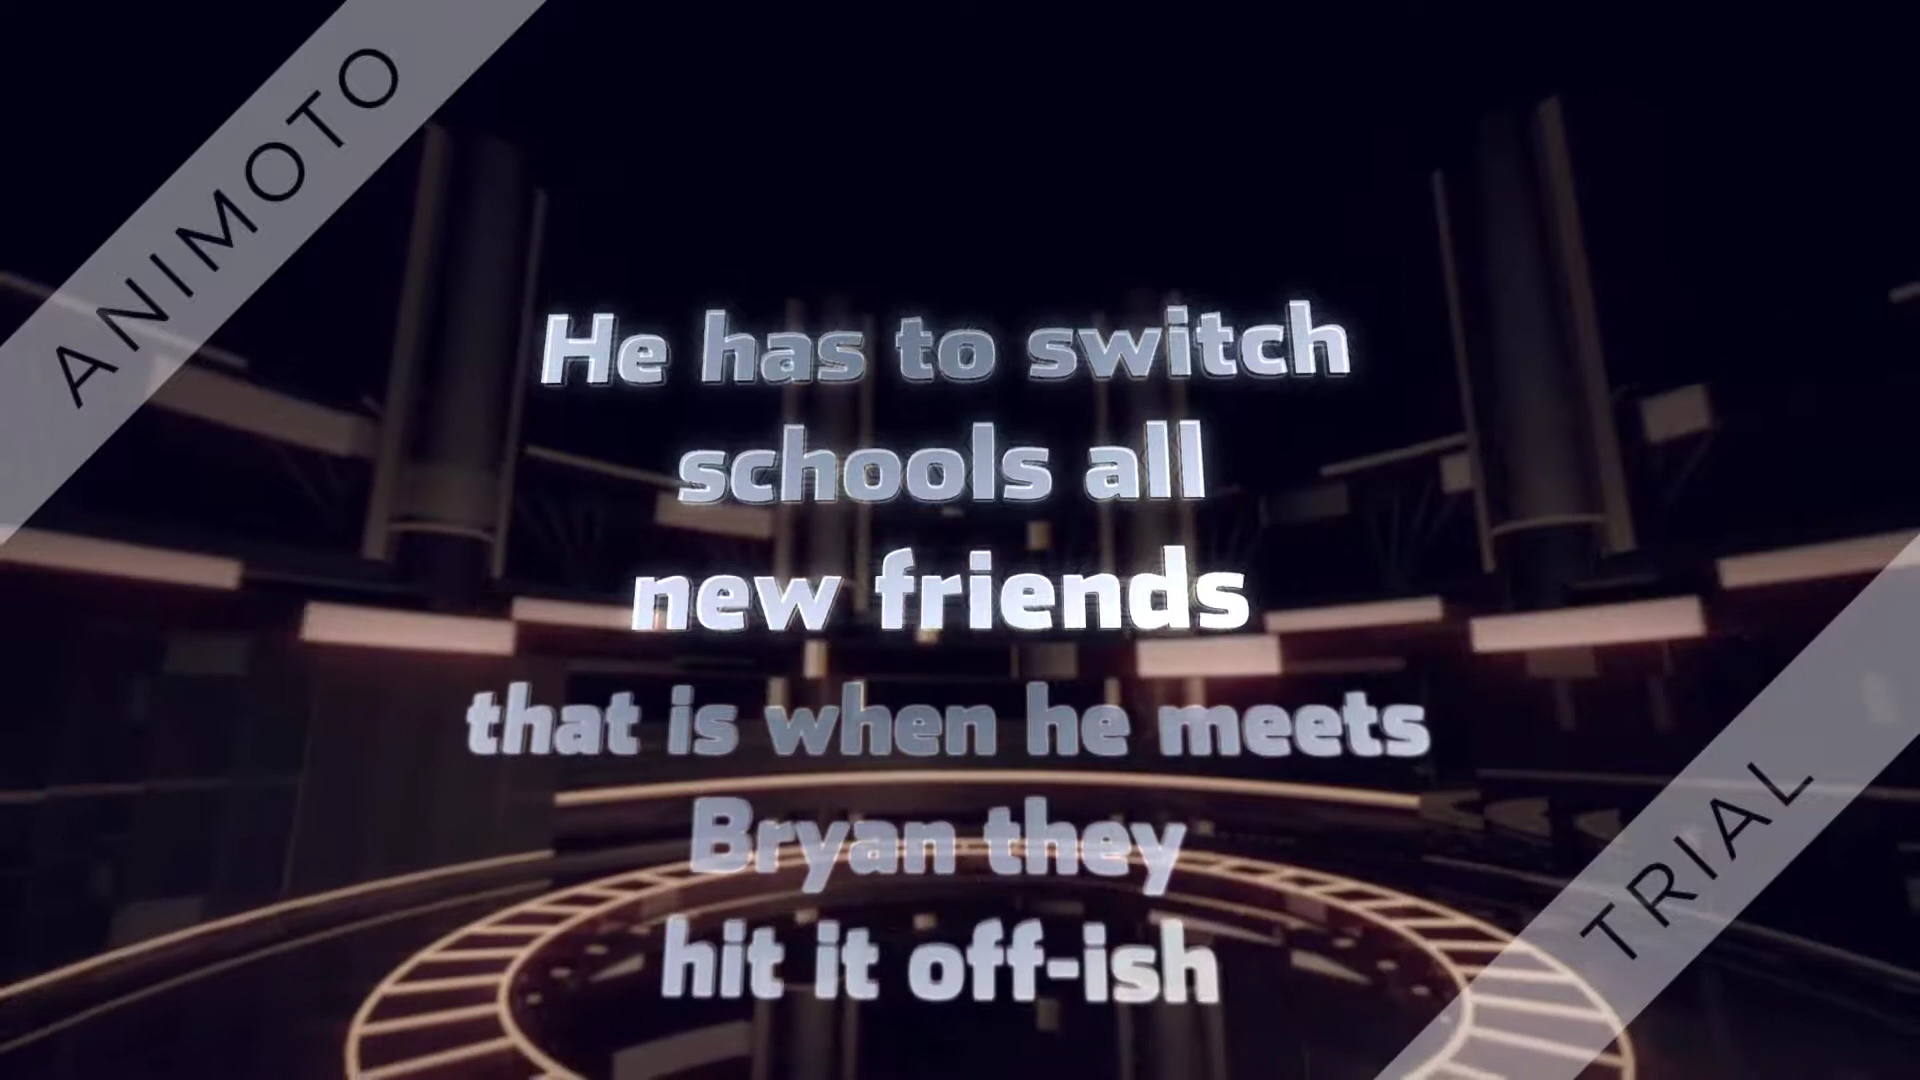 ANIMOTO
He has to switch
schools all
new friends
that is when he meets
Bryan they
hit it off-ish
TRIAL